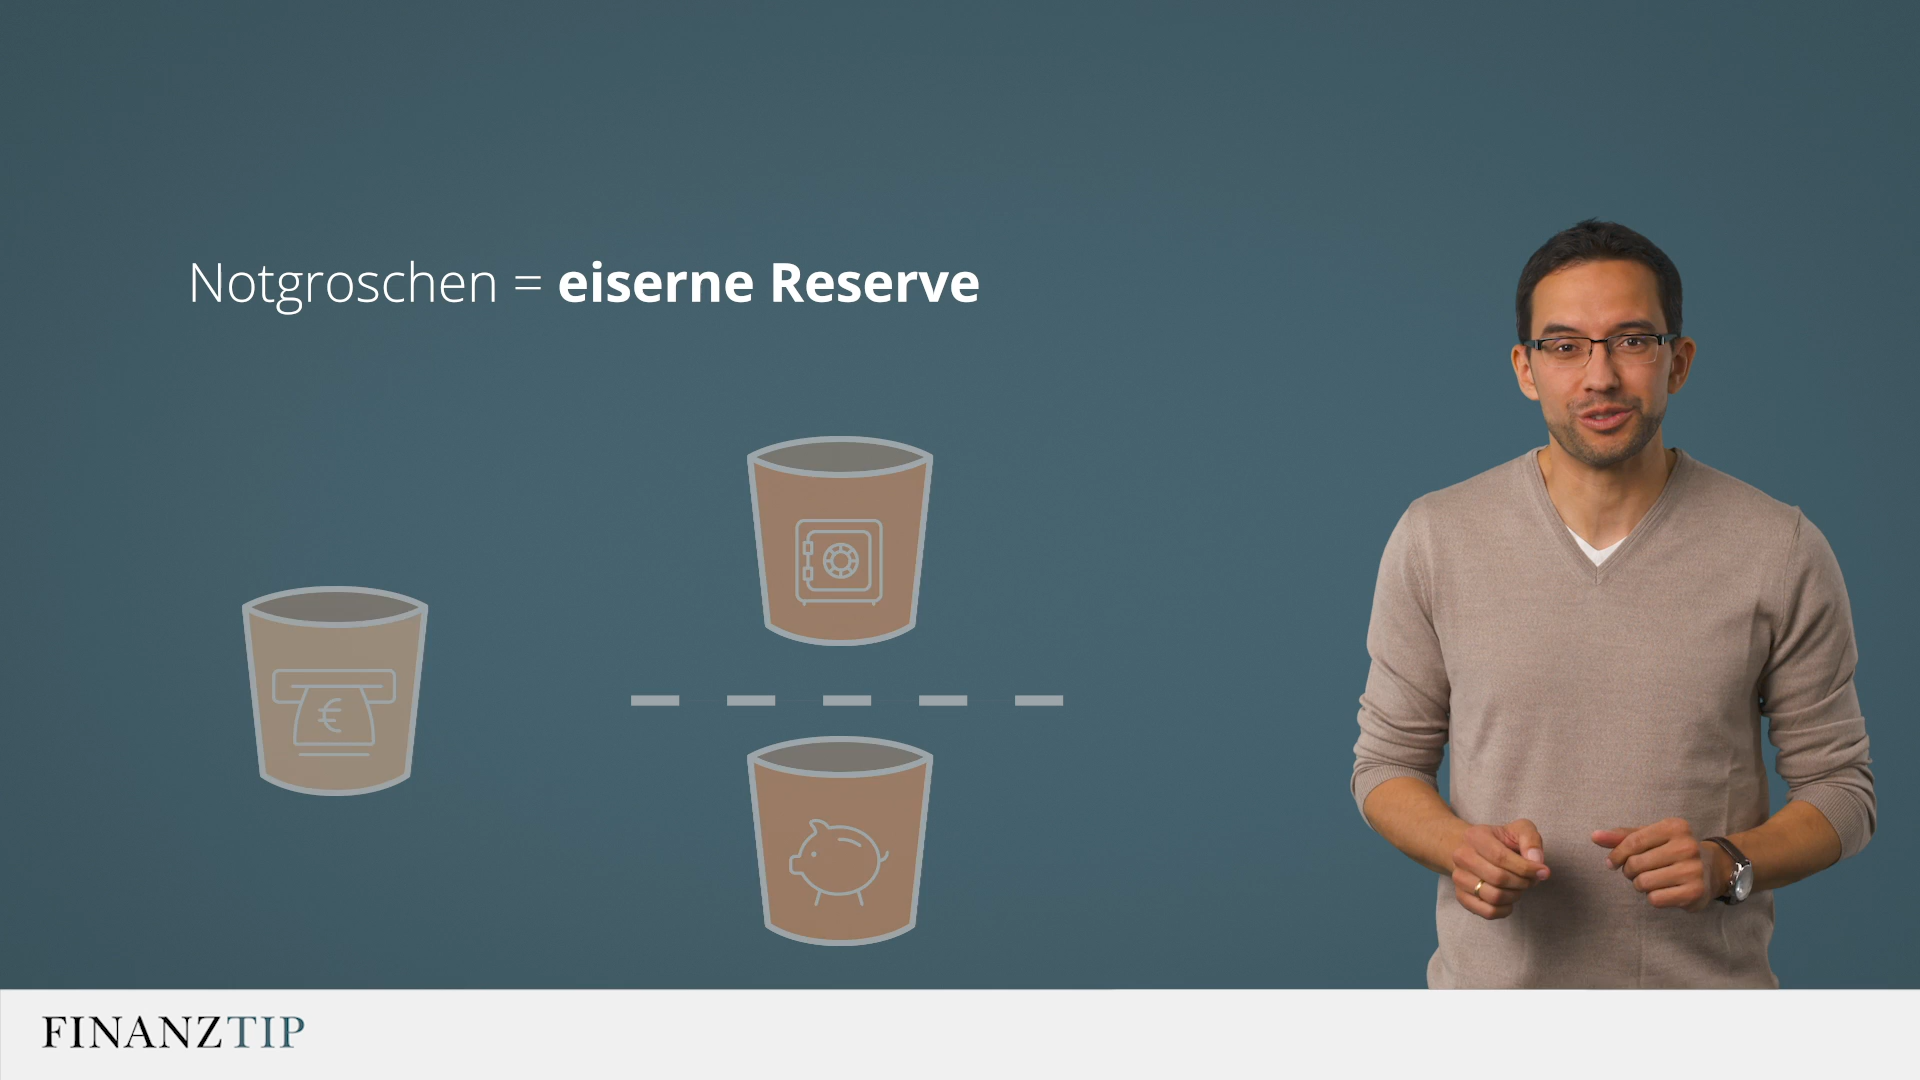 Notgroschen = eiserne Reserve
€
FINANZTIP